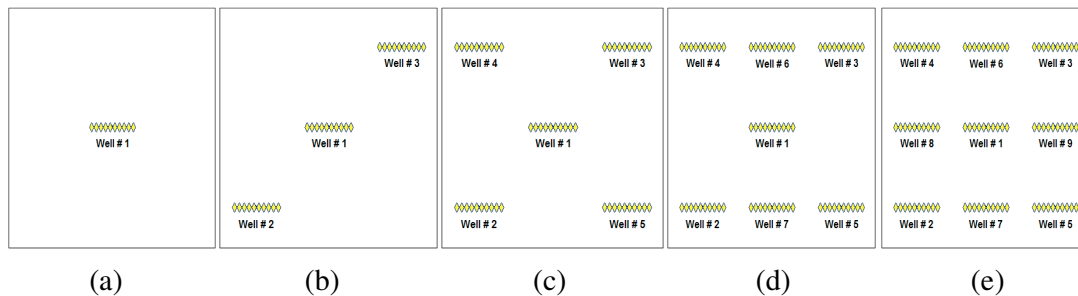 Well # 1
Well # 3
Well # 1
Well # 2
Well # 4
Well # 3
Well # 1
Well # 2
Well # 5
Well # 4
Well # 6
Well # 3
Well # 1
Well # 2
Well # 7
Well # 5
Well # 4
Well # 6
Well # 3
Well # 8
Well # 1
Well # 9
Well # 2
Well # 7
Well # 5
(a)
(b)
(c)
(d)
(e)